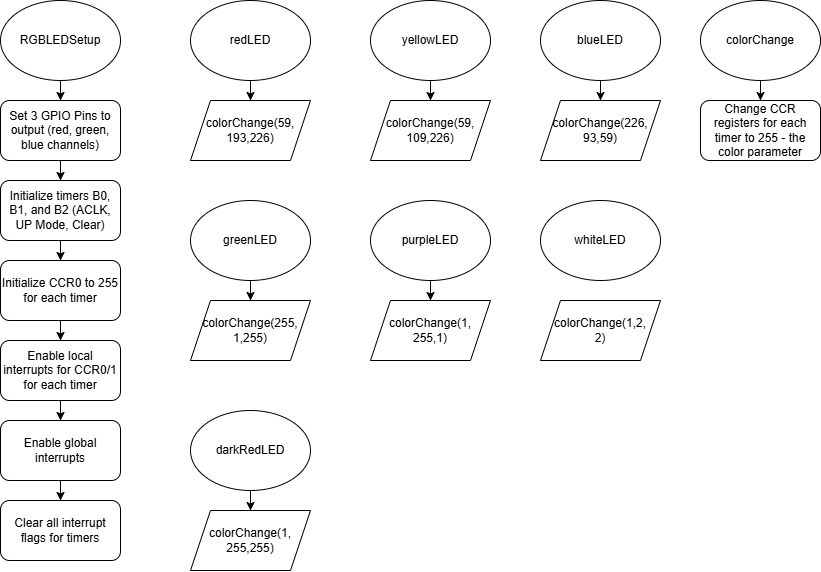 RGBLEDSetup
Set 3 GPIO Pins to
output (red, green,
blue channels)
Initialize timers B0,
B1, and B2 (ACLK,
UP Mode, Clear)
Initialize CCR0 to 255
for each timer
Enable local
interrupts for CCR0/1
for each timer
Enable global
interrupts
Clear all interrupt
flags for timers
redLED
colorChange(59,
193,226)
yellowLED
colorChange(59,
109,226)
blueLED
colorChange(226,
93,59)
colorChange
Change CCR
registers for each
timer to 255 - the
color parameter
greenLED
colorChange(255,
1,255)
purpleLED
colorChange(1,
255,1)
whiteLED
colorChange(1,2,
2)
darkRedLED
colorChange(1,
255,255)